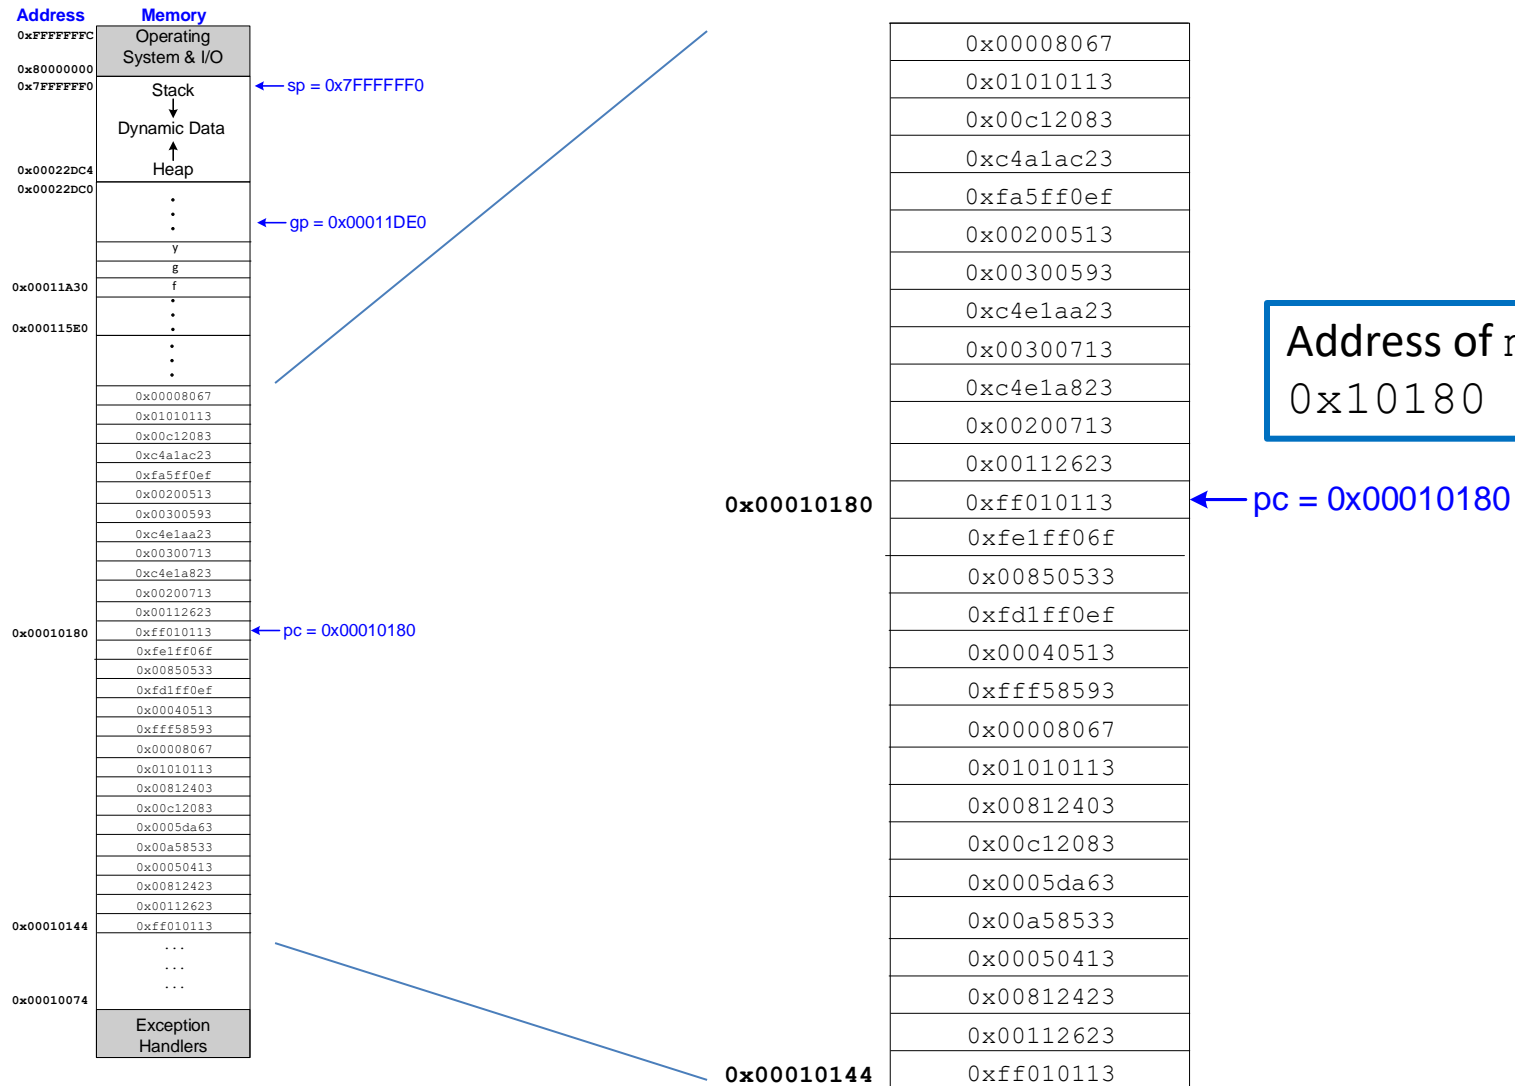 Address Memory
0xFFFFFFFC Operating
System & I/O
0x80000000
0x7FFFFFF0 Stack sp = 0x7FFFFFF0
Dynamic Data
0x00022DC4 Heap
0x00022DC0
.
.
. gp = 0x00011DE0
y
g
0x00011A30 f
.
.
0x000115E0 .
.
.
.
0x00008067
0x01010113
0x00c12083
0xc4a1ac23
0xfa5ff0ef
0x00200513
0x00300593
0xc4e1aa23
0x00300713
0xc4e1a823
0x00200713
0x00112623
0x00010180 0xff010113 pc = 0x00010180
0xfe1ff06f
0x00850533
0xfd1ff0ef
0x00040513
0xfff58593
0x00008067
0x01010113
0x00812403
0x00c12083
0x0005da63
0x00a58533
0x00050413
0x00812423
0x00112623
0x00010144 0xff010113
...
...
...
0x00010074
Exception
Handlers
0x00008067
0x01010113
0x00c12083
0xc4a1ac23
0xfa5ff0ef
0x00200513
0x00300593
0xc4e1aa23
0x00300713
0xc4e1a823
0x00200713
0x00112623
0x00010180 0xff010113 pc = 0x00010180
0xfe1ff06f
0x00850533
0xfd1ff0ef
0x00040513
0xfff58593
0x00008067
0x01010113
0x00812403
0x00c12083
0x0005da63
0x00a58533
0x00050413
0x00812423
0x00112623
0x00010144 0xff010113
Address of
0x10180